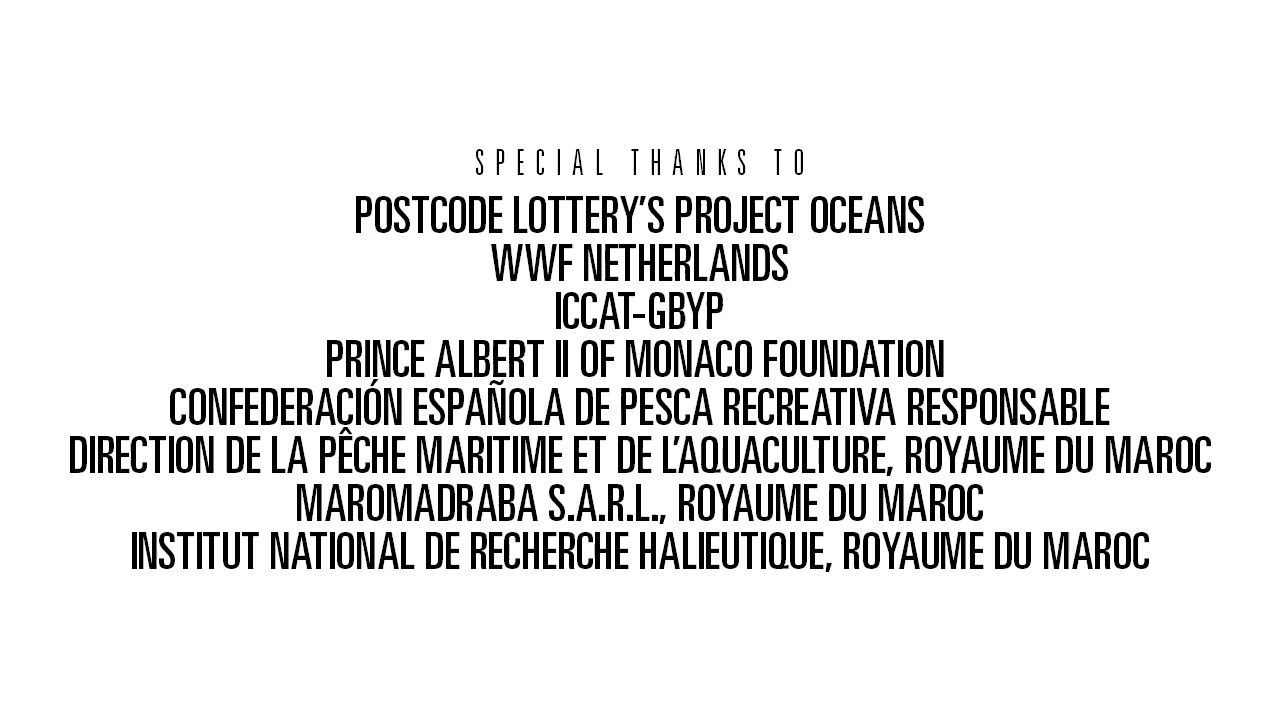 SPECIAL THANKS TO
POSTCODE LOTTERY'S PROJECT OCEANS
WWF NETHERLANDS
ICCAT-GBYP
PRINCE ALBERT II OF MONACO FOUNDATION
CONFEDERACIÓN ESPAÑOLA DE PESCA RECREATIVA RESPONSABLE
DIRECTION DE LA PÊCHE MARITIME ET DE L'AQUACULTURE, ROYAUME DU MAROC
MAROMADRABA S.A.R.L., ROYAUME DU MAROC
INSTITUT NATIONAL DE RECHERCHE HALIEUTIQUE, ROYAUME DU MAROC